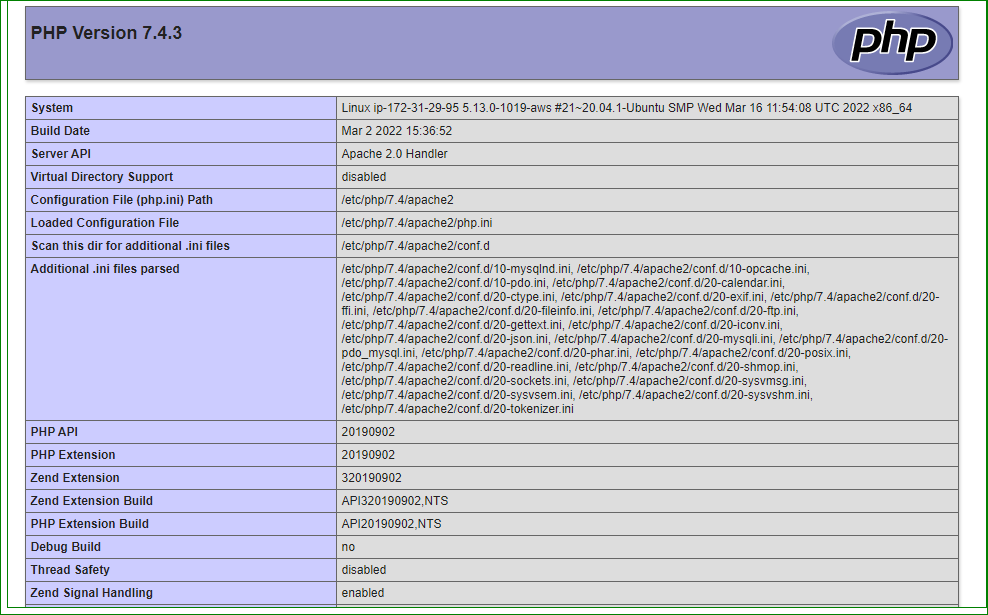 PHP Version 7.4.3
php
System Linux ip-172-31-29-95 5.13.0-1019-aws #21~20.04.1-Ubuntu SMP Wed Mar 16 11:54:08 UTC 2022 x86_64
Build Date Mar 2 2022 15:36:52
Server API Apache 2.0 Handler
Virtual Directory Support disabled
Configuration File (php.ini) Path /etc/php/7.4/apache2
Loaded Configuration File /etc/php/7.4/apache2/php.ini
Scan this dir for additional .ini files /etc/php/7.4/apache2/conf.d
Additional .ini files parsed /etc/php/7.4/apache2/conf.d/10-mysqlnd.ini, /etc/php/7.4/apache2/conf.d/10-opcache.ini,
/etc/php/7.4/apache2/conf.d/10-pdo.ini, /etc/php/7.4/apache2/conf.d/20-calendar.ini,
/etc/php/7.4/apache2/conf.d/20-ctype.ini, /etc/php/7.4/apache2/conf.d/20-exif.ini, /etc/php/7.4/apache2/conf.d/20-
ffi.ini, /etc/php/7.4/apache2/conf.d/20-fileinfo.ini, /etc/php/7.4/apache2/conf.d/20-ftp.ini,
/etc/php/7.4/apache2/conf.d/20-gettext.ini, /etc/php/7.4/apache2/conf.d/20-iconv.ini,
/etc/php/7.4/apache2/conf.d/20-json.ini, /etc/php/7.4/apache2/conf.d/20-mysqli.ini, /etc/php/7.4/apache2/conf.d/20-
pdo_mysql.ini, /etc/php/7.4/apache2/conf.d/20-phar.ini, /etc/php/7.4/apache2/conf.d/20-posix.ini,
/etc/php/7.4/apache2/conf.d/20-readline.ini, /etc/php/7.4/apache2/conf.d/20-shmop.ini,
/etc/php/7.4/apache2/conf.d/20-sockets.ini, /etc/php/7.4/apache2/conf.d/20-sysvmsg.ini,
/etc/php/7.4/apache2/conf.d/20-sysvsem.ini, /etc/php/7.4/apache2/conf.d/20-sysvshm.ini,
/etc/php/7.4/apache2/conf.d/20-tokenizer.ini
PHP API 20190902
PHP Extension 20190902
Zend Extension 320190902
Zend Extension Build API320190902,NTS
PHP Extension Build API20190902,NTS
Debug Build no
Thread Safety disabled
Zend Signal Handling enabled